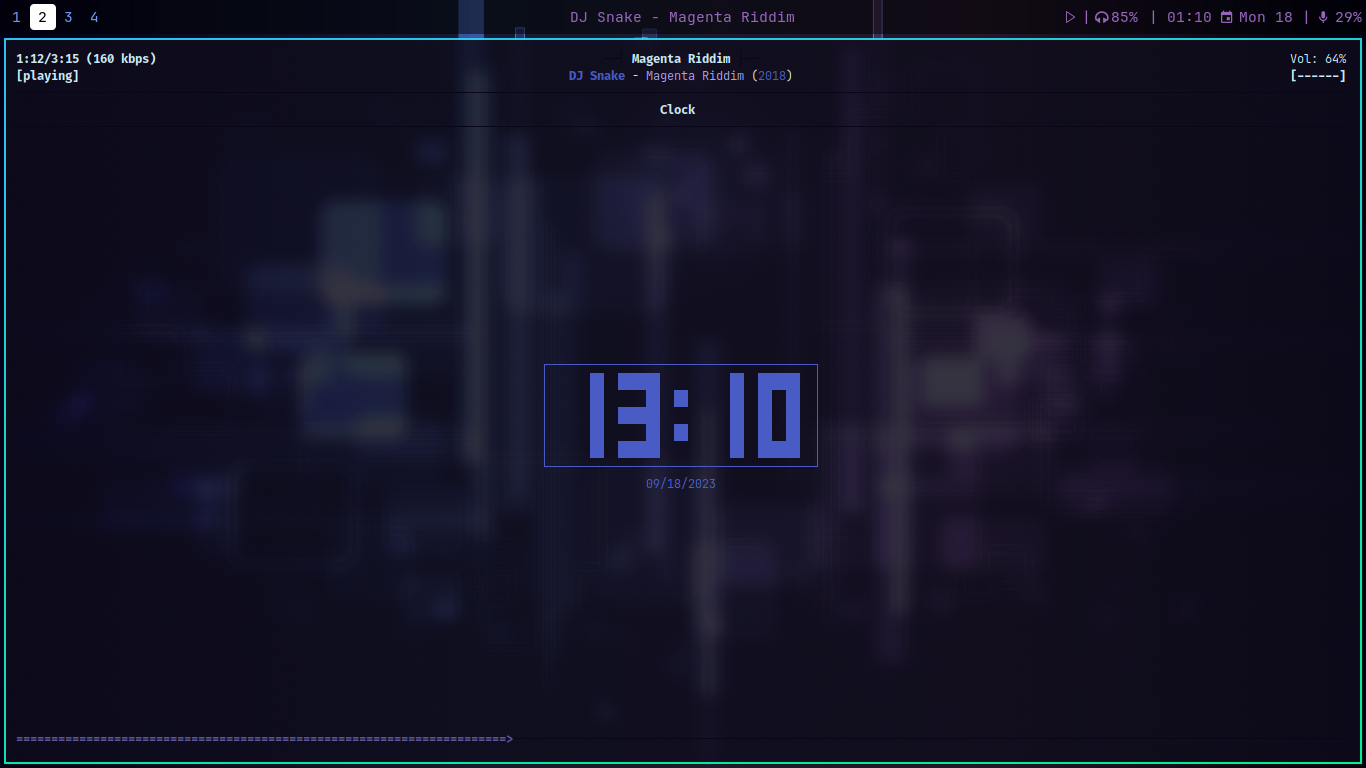 1 2 3 4 DJ Snake - Magenta Riddim | 85% | 01:10 Mon 18 | 29%
1:12/3:15 (160 kbps) Magenta Riddim Vol: 64%
[playing] DJ Snake - Magenta Riddim (2018) [------]
Clock
13:10
09/18/2023
======================================================================>